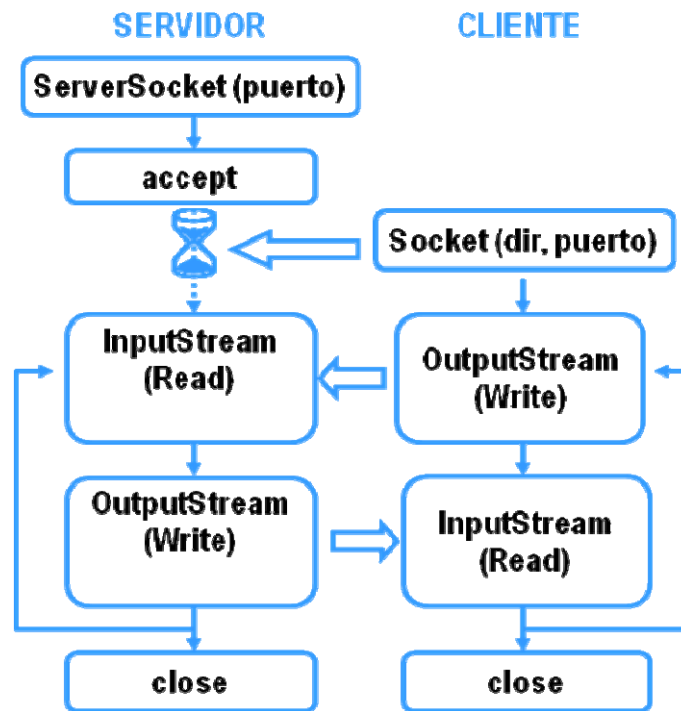 SERVIDOR
CLIENTE
ServerSocket (puerto)
accept
Socket (dir, puerto)
InputStream
(Read)
OutputStream
(Write)
OutputStream
(Write)
InputStream
(Read)
close
close